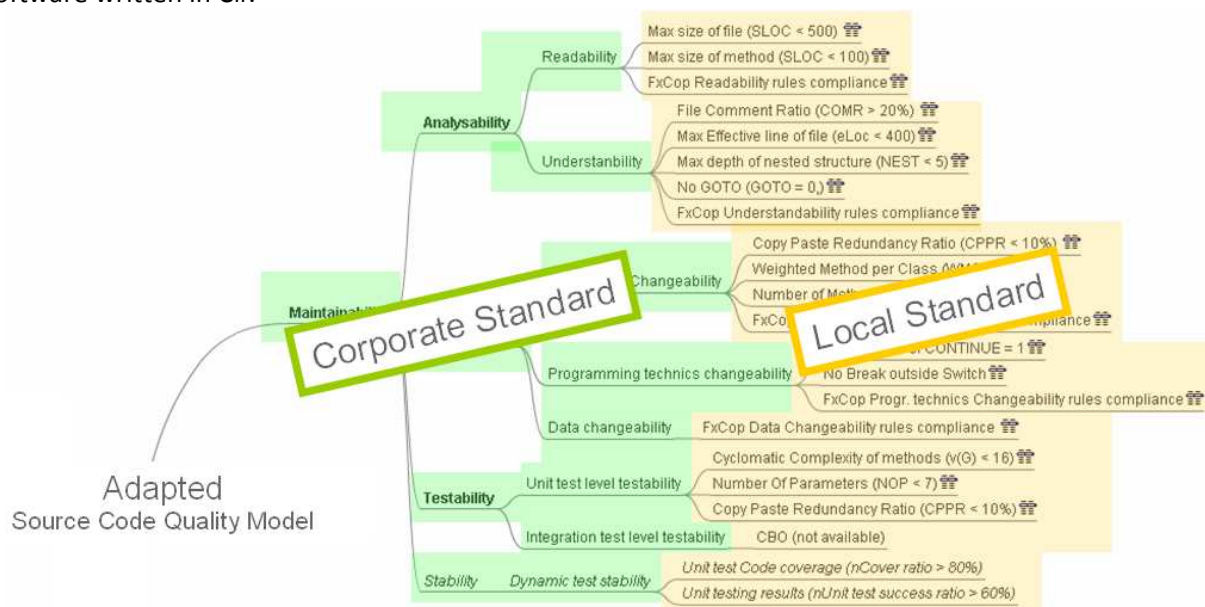 Max size of file (SLOC < 500)
Readability
Max size of method (SLOC < 100)
FxCop Readability rules compliance
Analysability
File Comment Ratio (COMR > 20%)
Max Effective line of file (eLoc < 400)
Understanbility
Max depth of nested structure (NEST < 5)
No GOTO (GOTO = 0,)
FxCop Understandability rules compliance
Copy Paste Redundancy Ratio (CPPR < 10%)
Changeability
Weighted Method per Class
Number of
Corporate Standard
Local Standard
CONTINUE = 1
Programming technics changeability
No Break outside Switch
FxCop Progr. technics Changeability rules compliance
Data changeability
FxCop Data Changeability rules compliance
Cyclomatic Complexity of methods (v(G) < 16)
Unit test level testability
Number Of Parameters (NOP < 7)
Testability
Copy Paste Redundancy Ratio (CPPR < 10%)
Integration test level testability
CBO (not available)
Adapted
Source Code Quality Model
Stability
Dynamic test stability
Unit test Code coverage (nCover ratio > 80%)
Unit testing results (nUnit test success ratio > 60%)